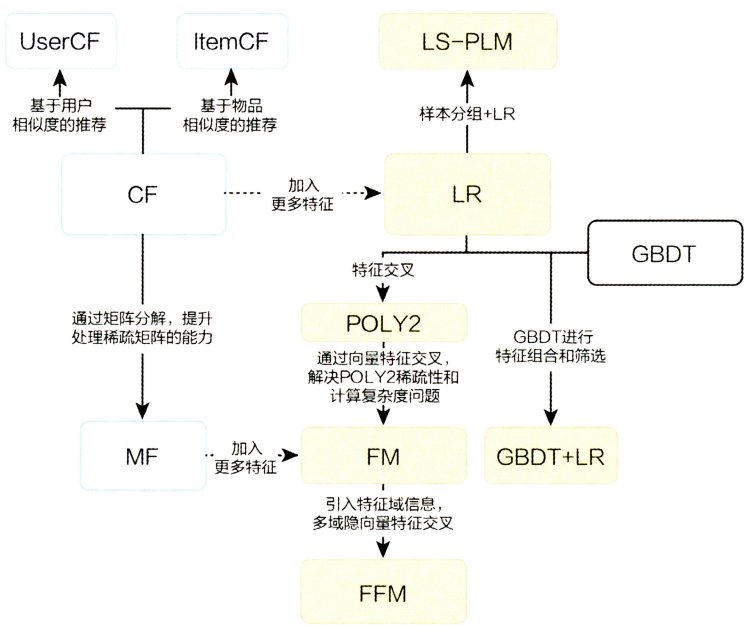 UserCF
ItemCF
LS-PLM
基于用户
相似度的推荐
基于物品
相似度的推荐
样本分组+LR
CF
加入
更多特征
LR
GBDT
特征交叉
POLY2
通过矩阵分解，提升
处理稀疏矩阵的能力
GBDT进行
特征组合和筛选
通过向量特征交叉，
解决POLY2稀疏性和
计算复杂度问题
MF
加入
更多特征
FM
GBDT+LR
引入特征域信息，
多域隐向量特征交叉
FFM